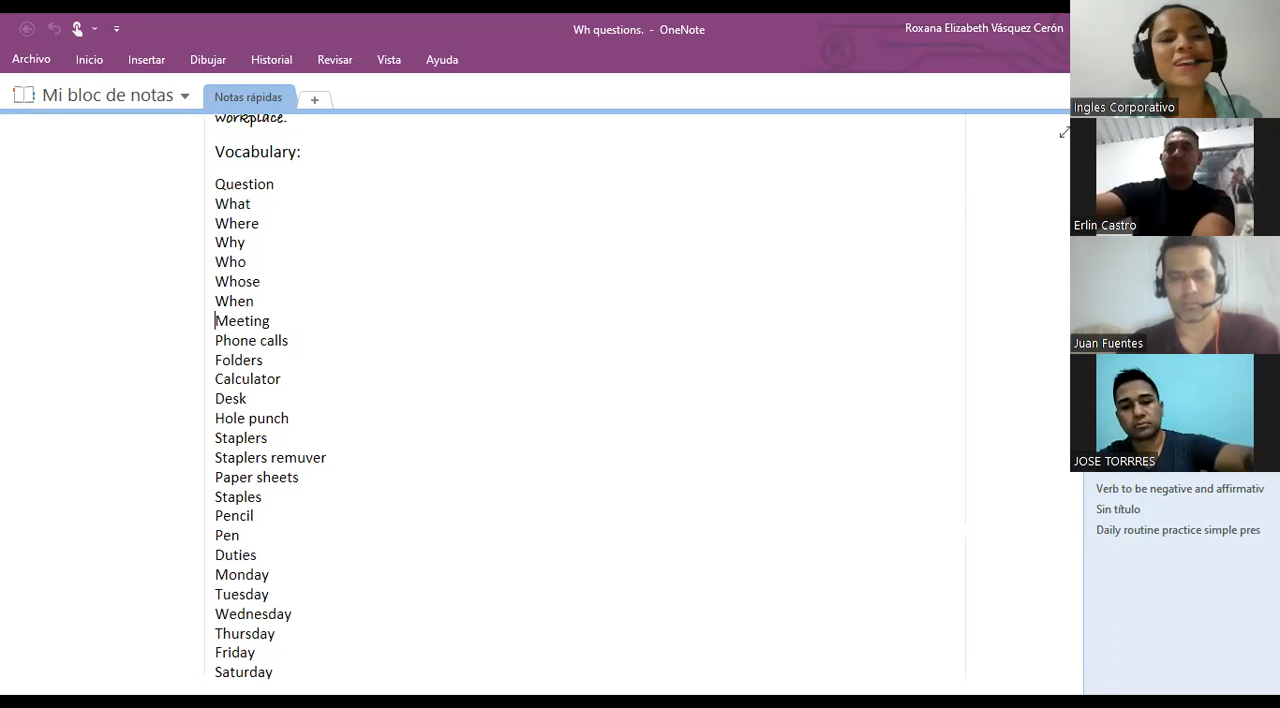 Wh questions. - OneNote
Roxana Elizabeth Vásquez Cerón
Archivo
Inicio
Insertar
Dibujar
Historial
Revisar
Vista
Ayuda
Mi bloc de notas
Notas rápidas
workplace.
Vocabulary:
Question
What
Where
Why
Who
Whose
When
Meeting
Phone calls
Folders
Calculator
Desk
Hole punch
Staplers
Staplers remuver
Paper sheets
Staples
Pencil
Pen
Duties
Monday
Tuesday
Wednesday
Thursday
Friday
Saturday
Ingles Corporativo
Erlin Castro
Juan Fuentes
JOSE TORRRES
Verb to be negative and affirmativ
Sin título
Daily routine practice simple pres